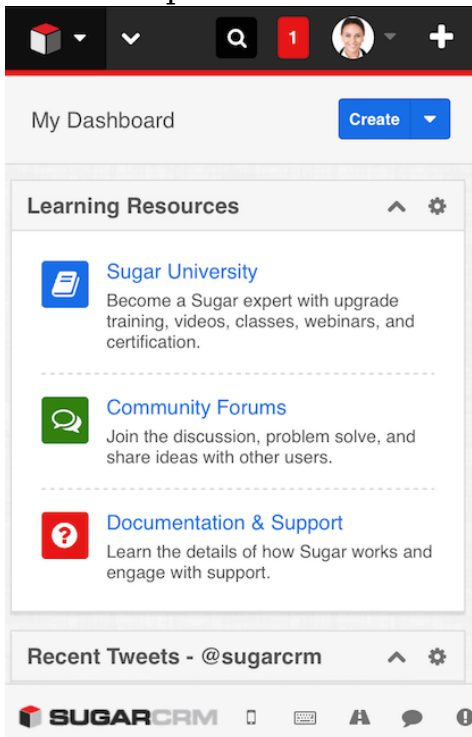 1
My Dashboard
Create
Learning Resources
Sugar University
Become a Sugar expert with upgrade
training, videos, classes, webinars, and
certification.
Community Forums
Join the discussion, problem solve, and
share ideas with other users.
Documentation & Support
Learn the details of how Sugar works and
engage with support.
Recent Tweets - @sugarcrm
SUGARCRM